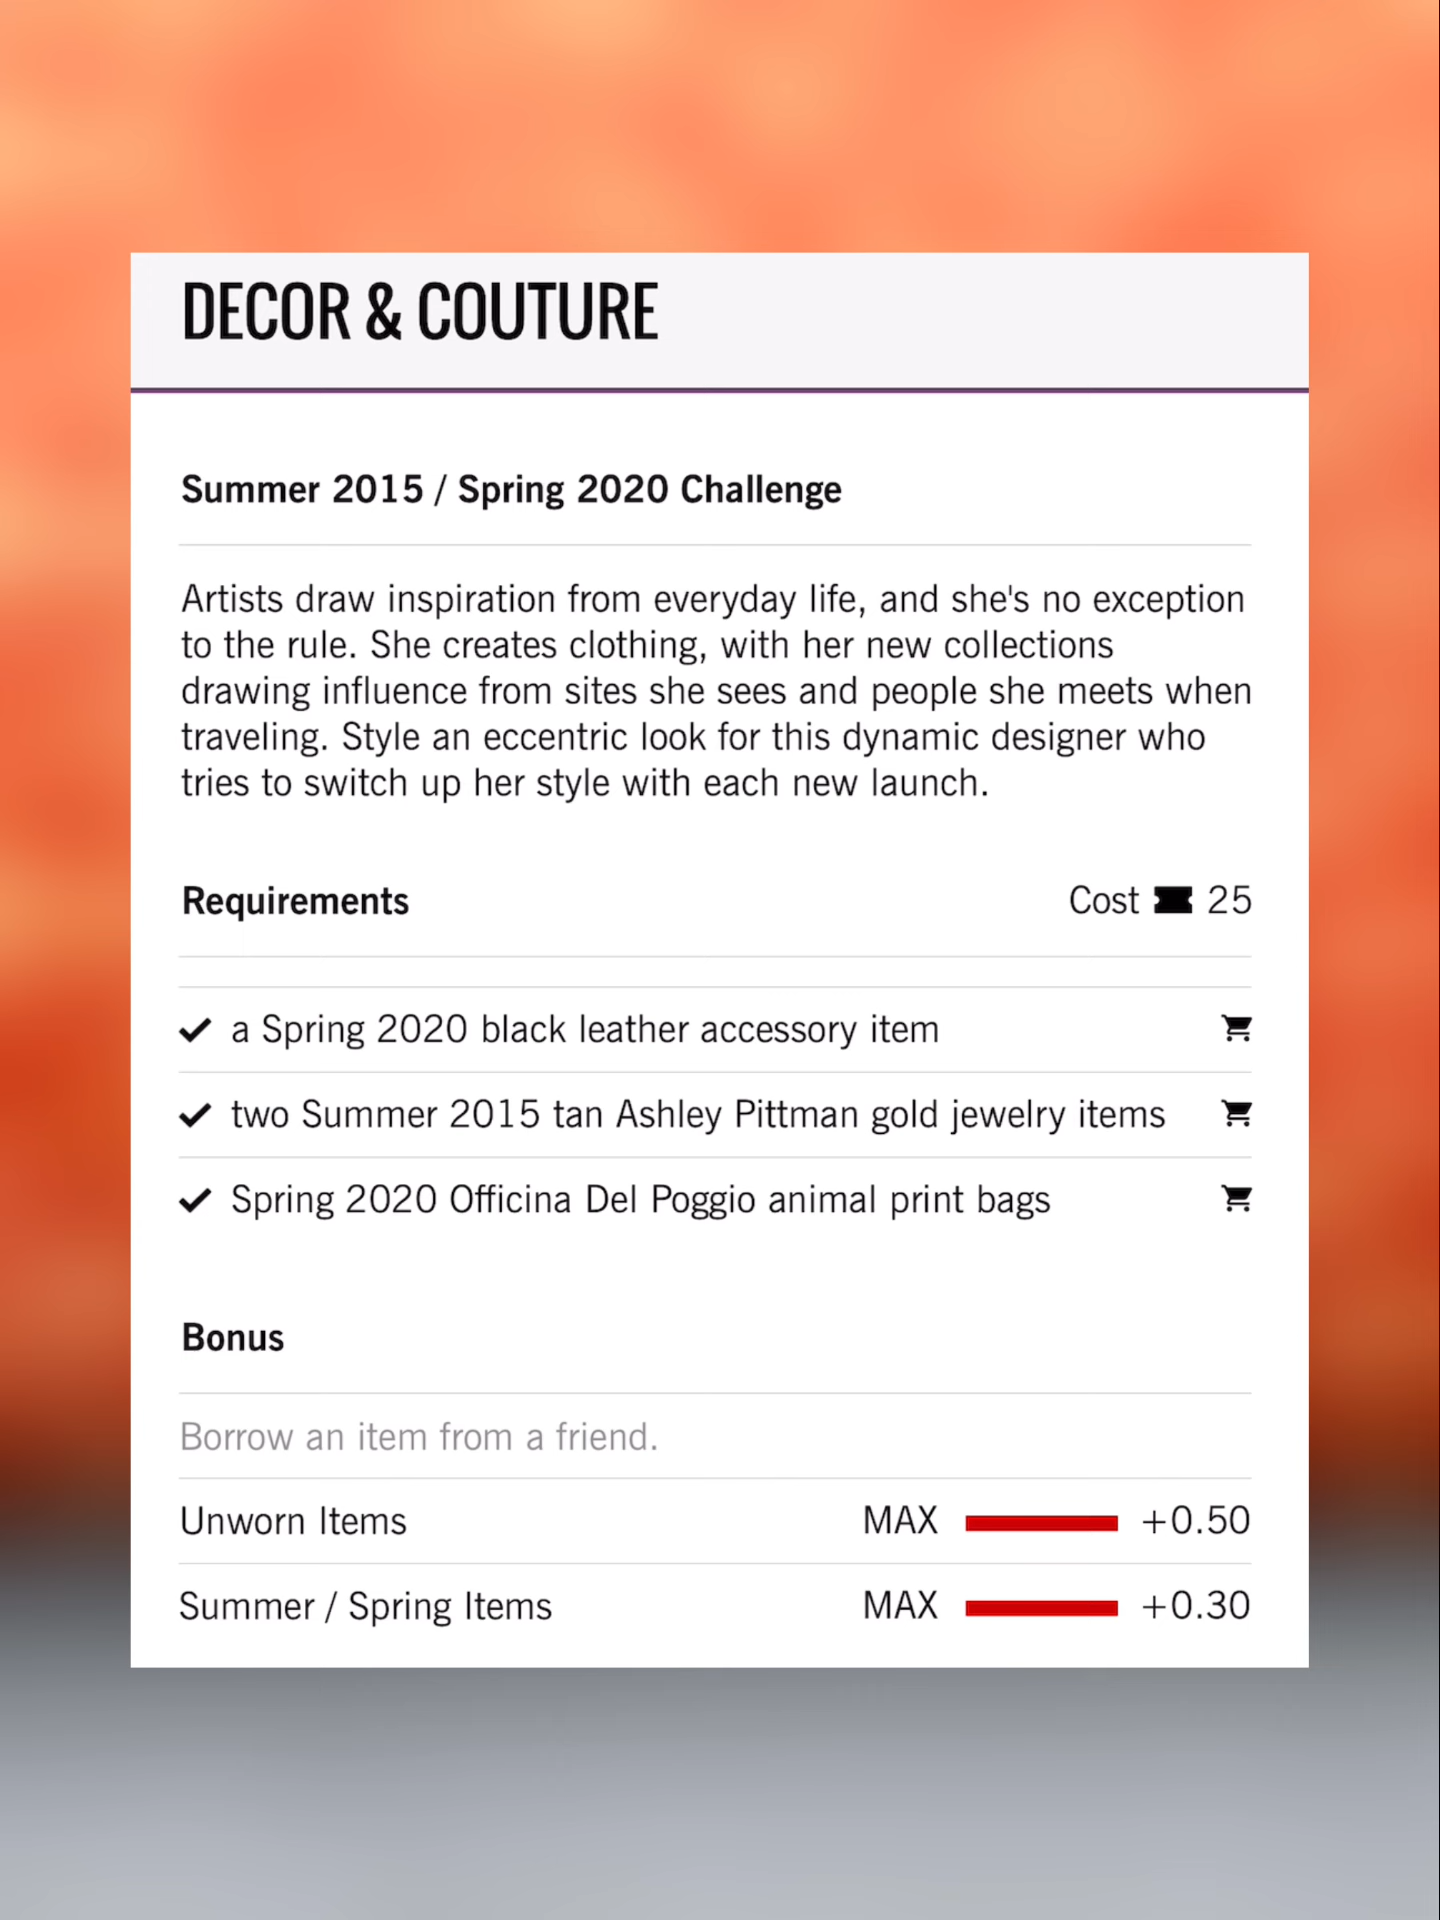 DECOR & COUTURE
Summer 2015 / Spring 2020 Challenge
Artists draw inspiration from everyday life, and she's no exception
to the rule. She creates clothing, with her new collections
drawing influence from sites she sees and people she meets when
traveling. Style an eccentric look for this dynamic designer who
tries to switch up her style with each new launch.
Requirements Cost 25
a Spring 2020 black leather accessory item
two Summer 2015 tan Ashley Pittman gold jewelry items
Spring 2020 Officina Del Poggio animal print bags
Bonus
Borrow an item from a friend.
Unworn Items MAX +0.50
Summer / Spring Items MAX +0.30